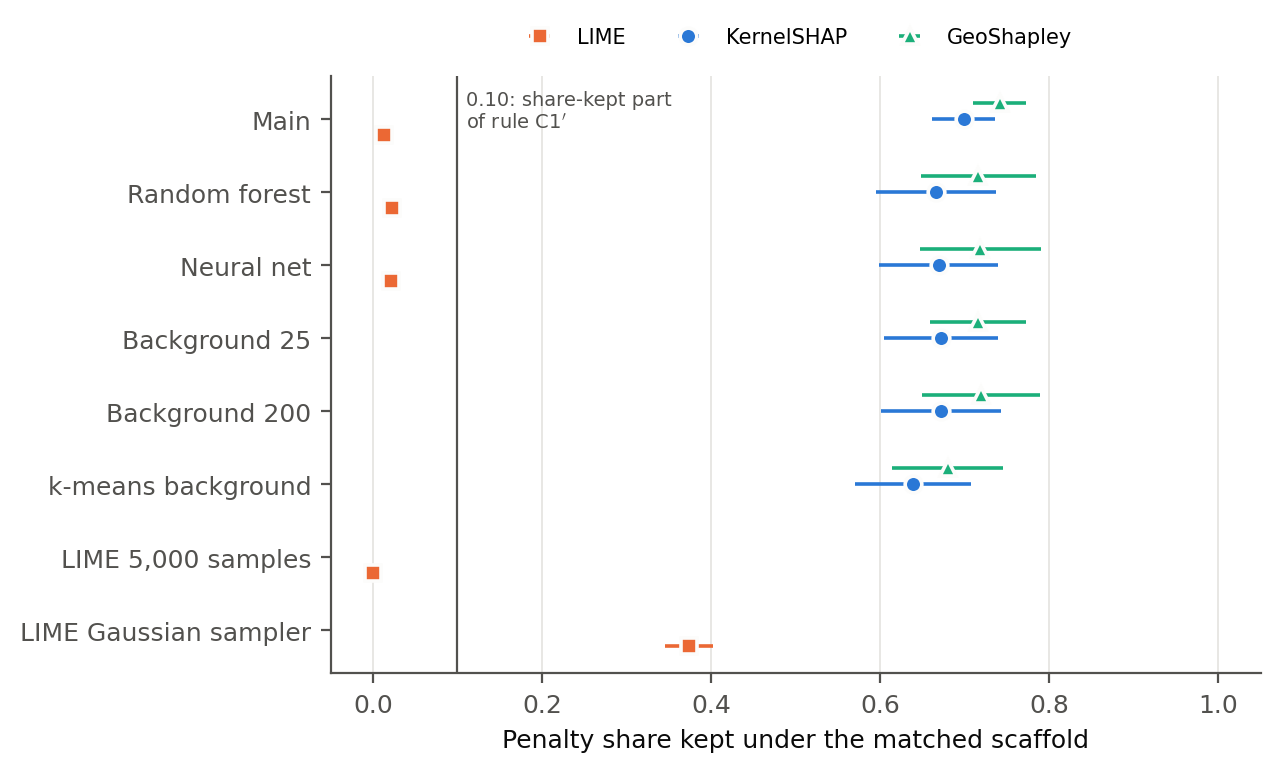 LIME KernelSHAP GeoShapley
0.10: share-kept part
of rule C1′
Main
Random forest
Neural net
Background 25
Background 200
k-means background
LIME 5,000 samples
LIME Gaussian sampler
0.0 0.2 0.4 0.6 0.8 1.0
Penalty share kept under the matched scaffold